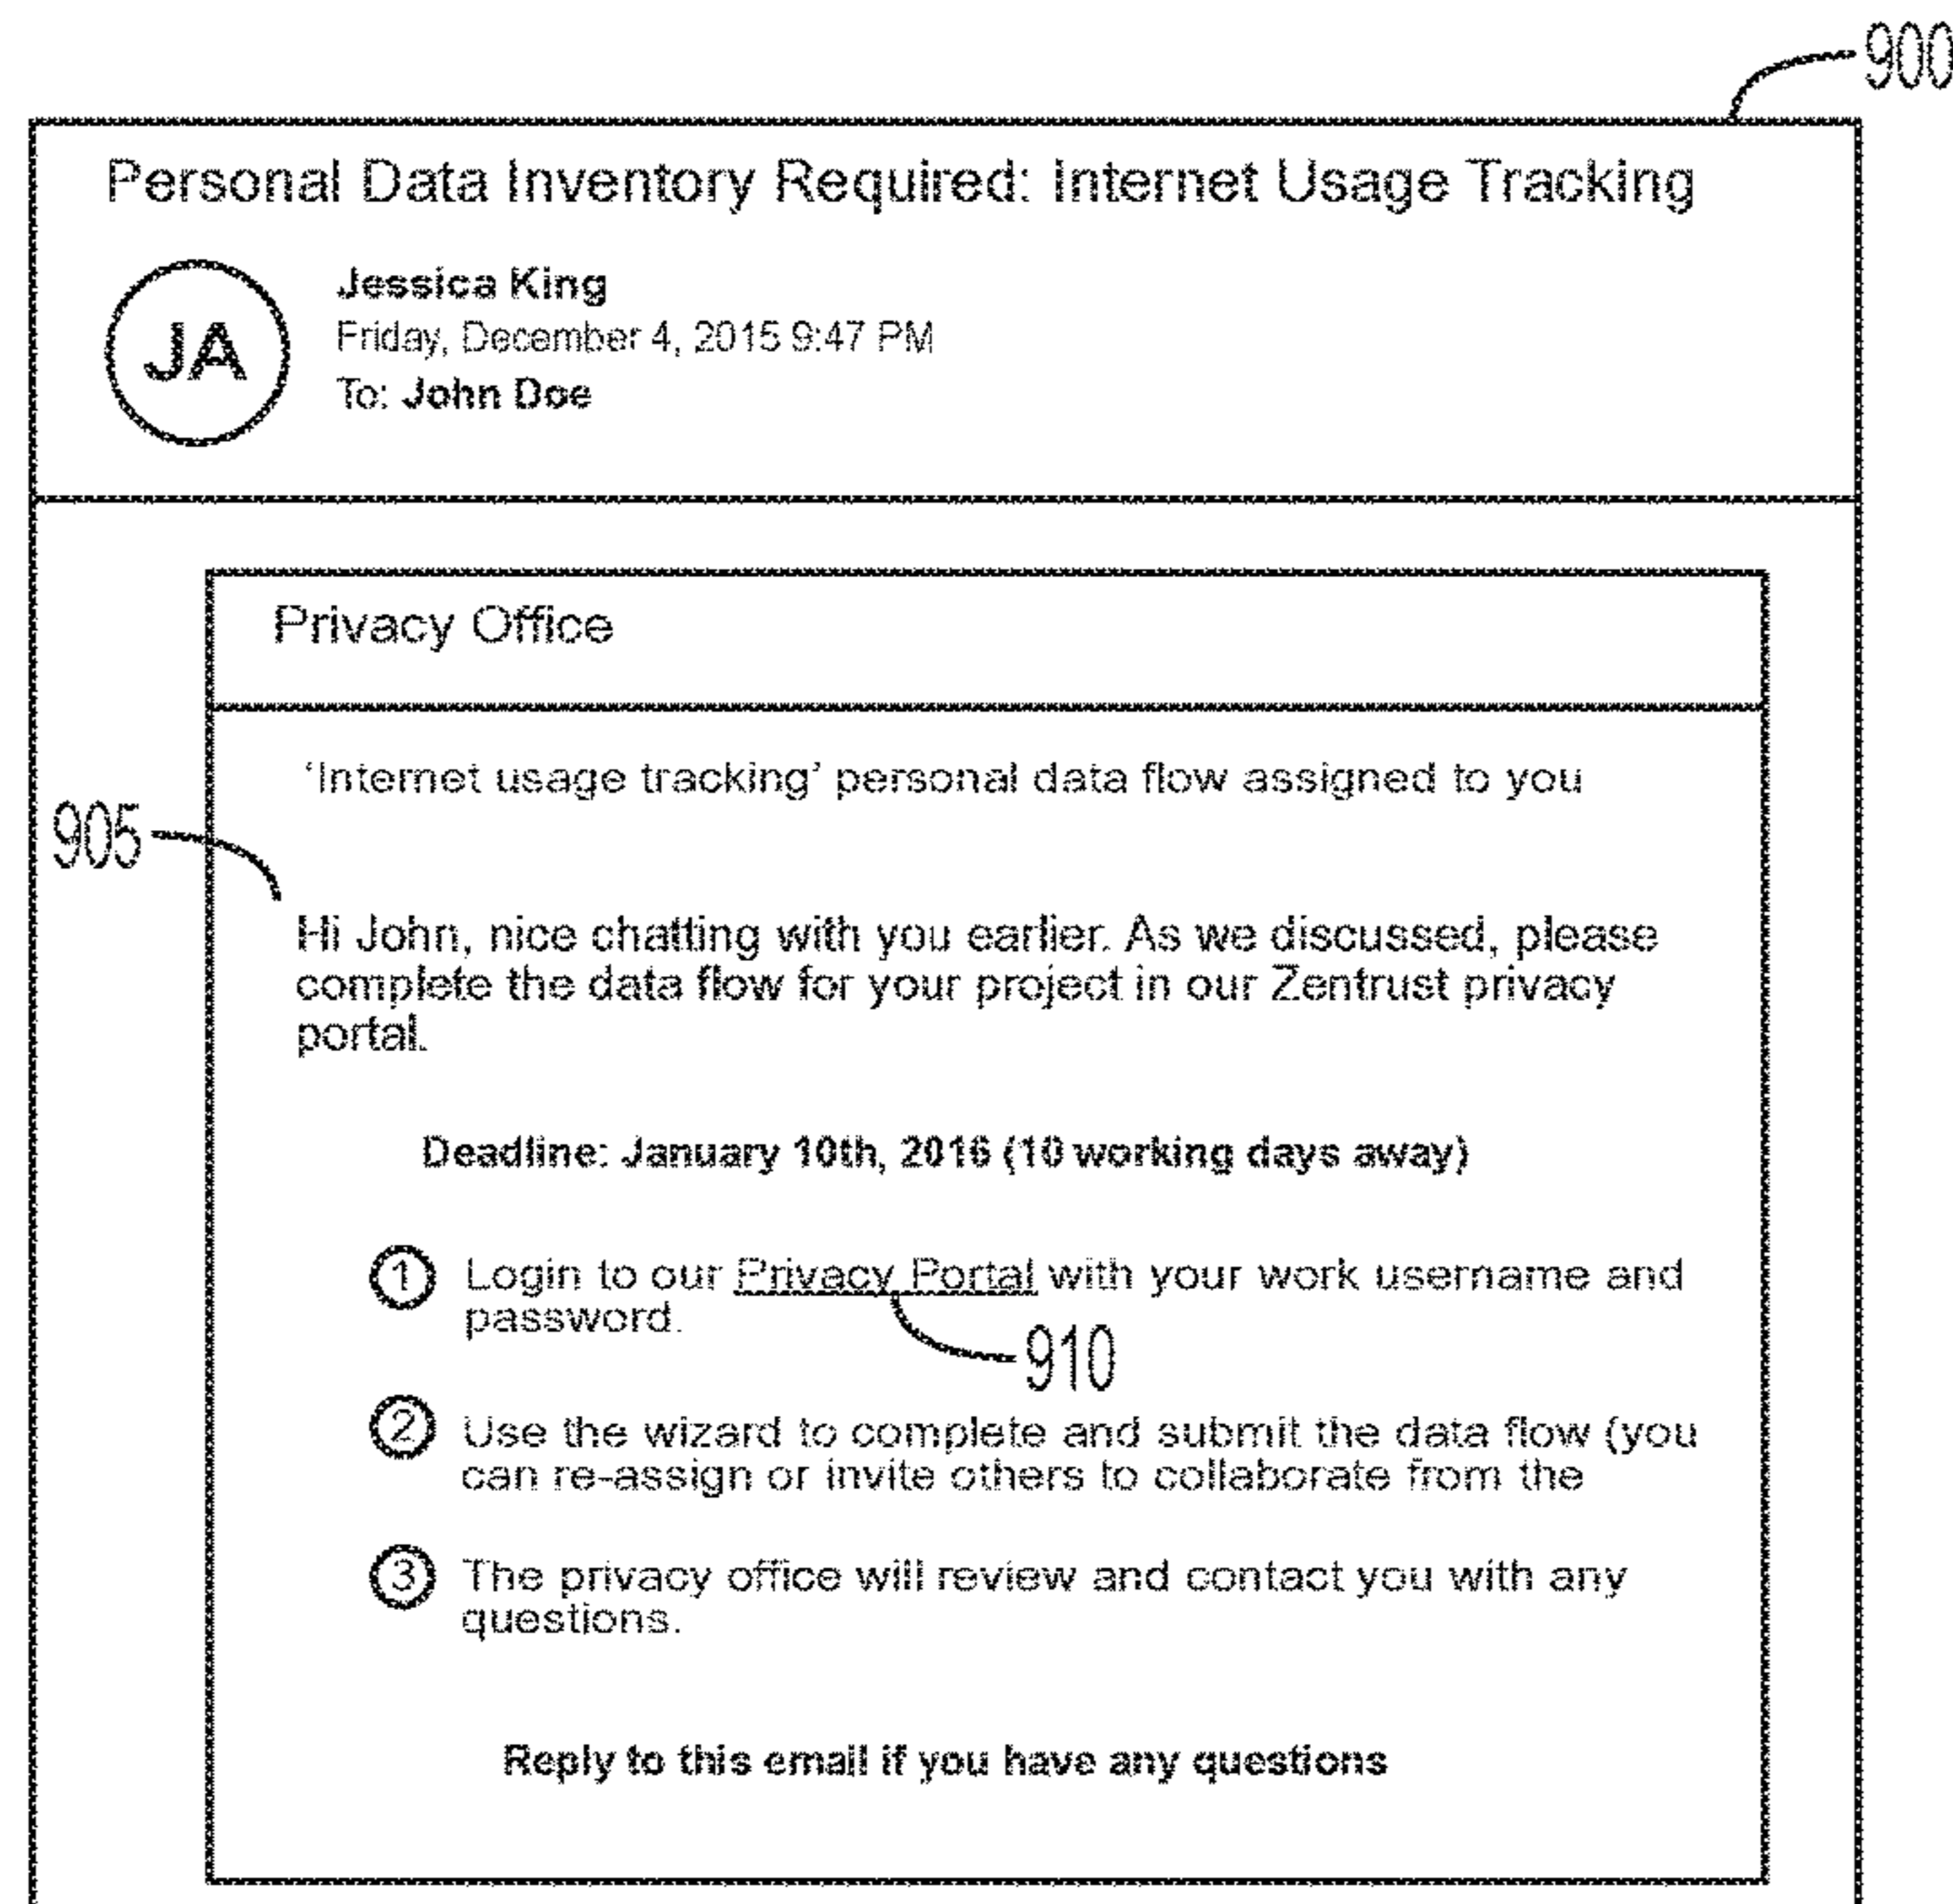 900
Personal Data Inventory Required: Internet Usage Tracking
JA
Jessica King
Friday, December 4, 2015 9:47 PM
To: John Doe
Privacy Office
‘Internet usage tracking’ personal data flow assigned to you
905
Hi John, nice chatting with you earlier. As we discussed, please
complete the data flow for your project in our Zentrust privacy
portal.
Deadline: January 10th, 2016 (10 working days away)
1 Login to our Privacy Portal with your work username and
password.
910
2 Use the wizard to complete and submit the data flow (you
can re-assign or invite others to collaborate from the
3 The privacy office will review and contact you with any
questions.
Reply to this email if you have any questions